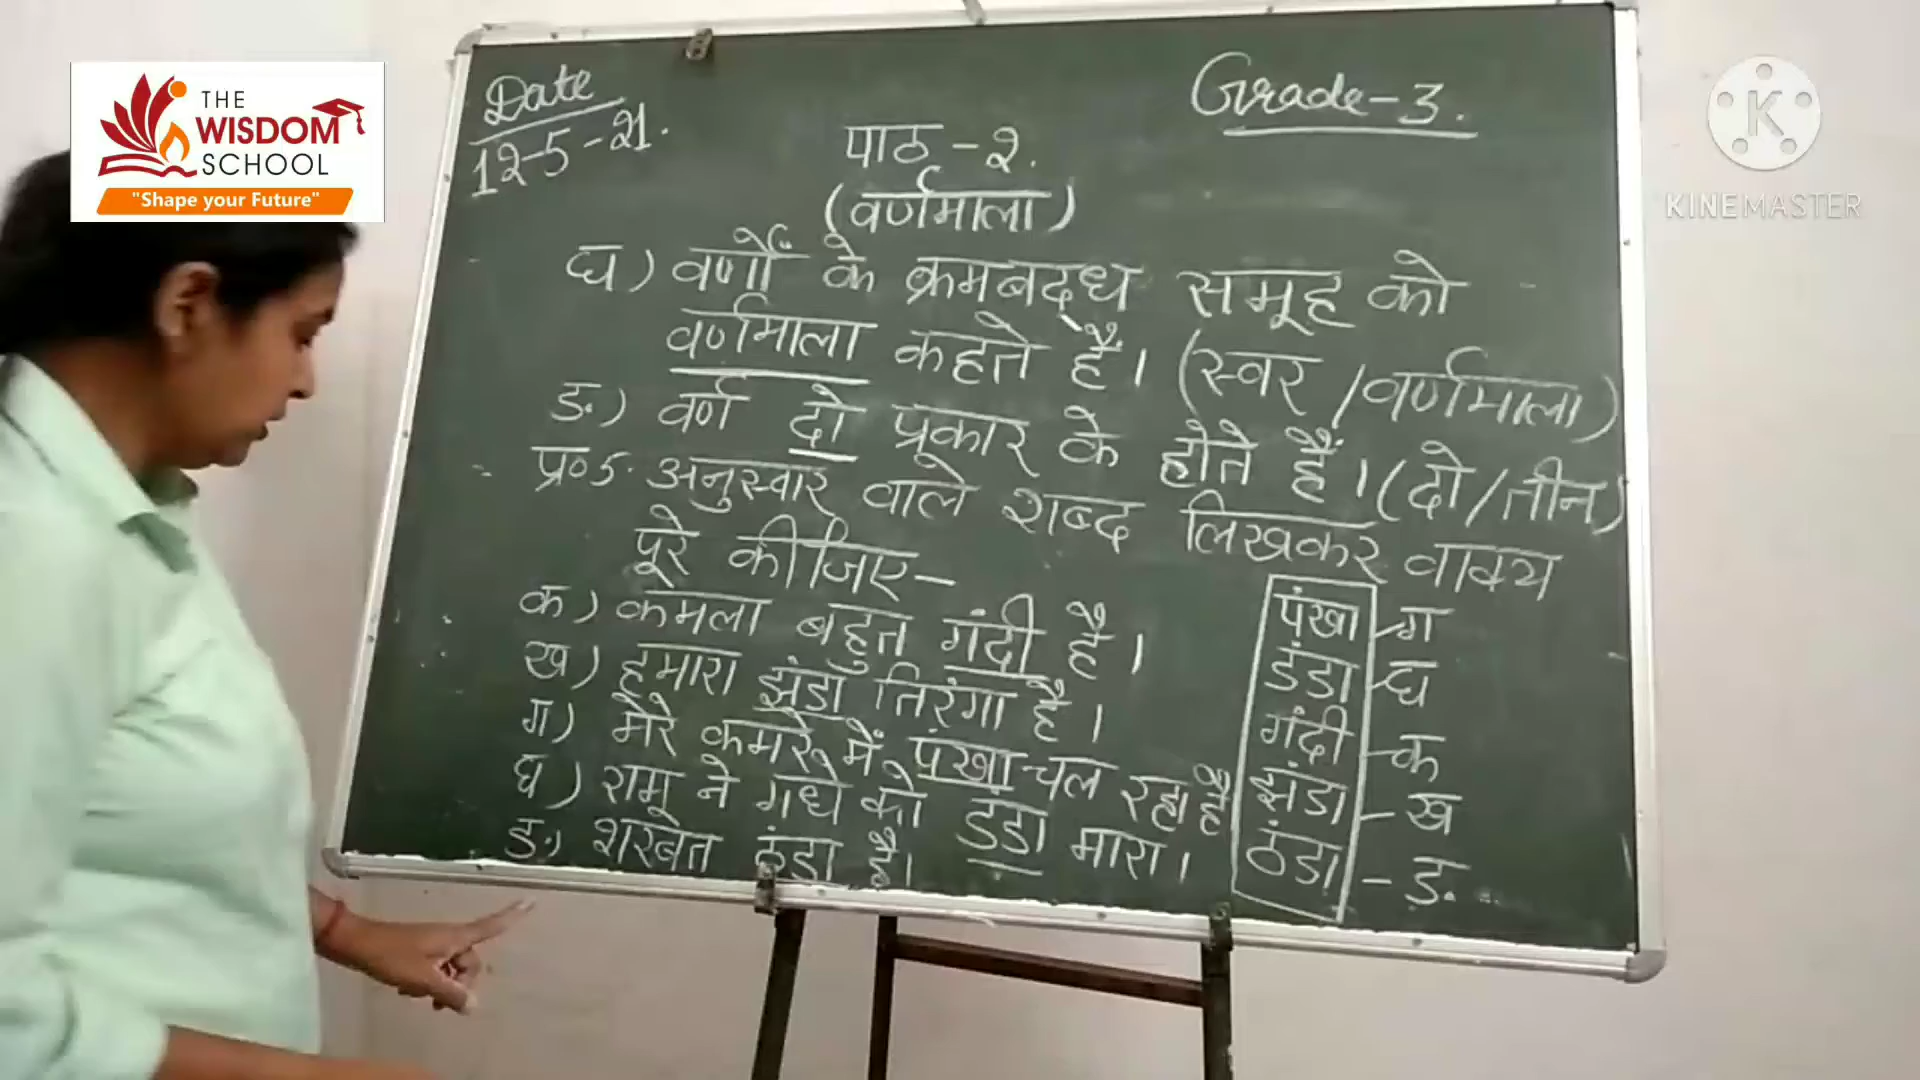 THE
WISDOM
SCHOOL
"Shape your Future"
KINEMASTER
Date
12-5-21.
Grade-3.
पाठ - २.
(वर्णमाला)
घ) वर्णों के क्रमबद्ध समूह को
वर्णमाला कहते हैं। (स्वर / वर्णमाला)
ङ) वर्ण दो प्रकार के होते हैं। (दो / तीन)
प्र०5. अनुस्वार वाले शब्द लिखकर वाक्य
पूरे कीजिए-
क) कमला बहुत गंदी है।
ख) हमारा झंडा तिरंगा है।
ग) मेरे कमरे में पंखा चल रहा है
घ) रामू ने गधे को डंडा मारा।
ङ) शरबत ठंडा है।
पंखा - ग
डंडा - घ
गंदी - क
झंडा - ख
ठंडा - ङ